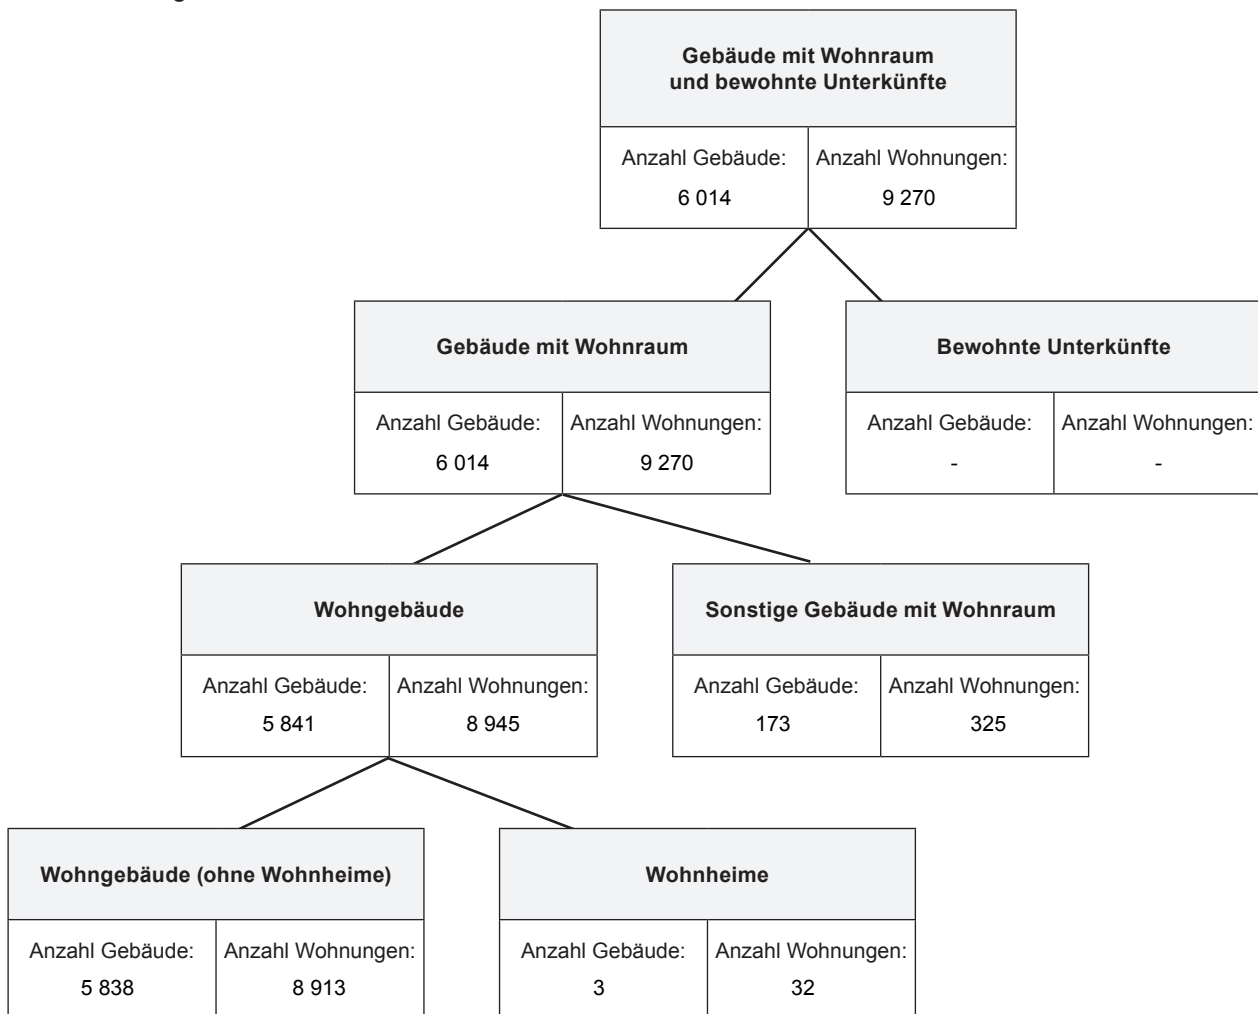 Gebäude mit Wohnraum
und bewohnte Unterkünfte
Anzahl Gebäude: Anzahl Wohnungen:
6 014 9 270
Gebäude mit Wohnraum Bewohnte Unterkünfte
Anzahl Gebäude: Anzahl Wohnungen: Anzahl Gebäude: Anzahl Wohnungen:
6 014 9 270 - -
Wohngebäude Sonstige Gebäude mit Wohnraum
Anzahl Gebäude: Anzahl Wohnungen: Anzahl Gebäude: Anzahl Wohnungen:
5 841 8 945 173 325
Wohngebäude (ohne Wohnheime) Wohnheime
Anzahl Gebäude: Anzahl Wohnungen: Anzahl Gebäude: Anzahl Wohnungen:
5 838 8 913 3 32